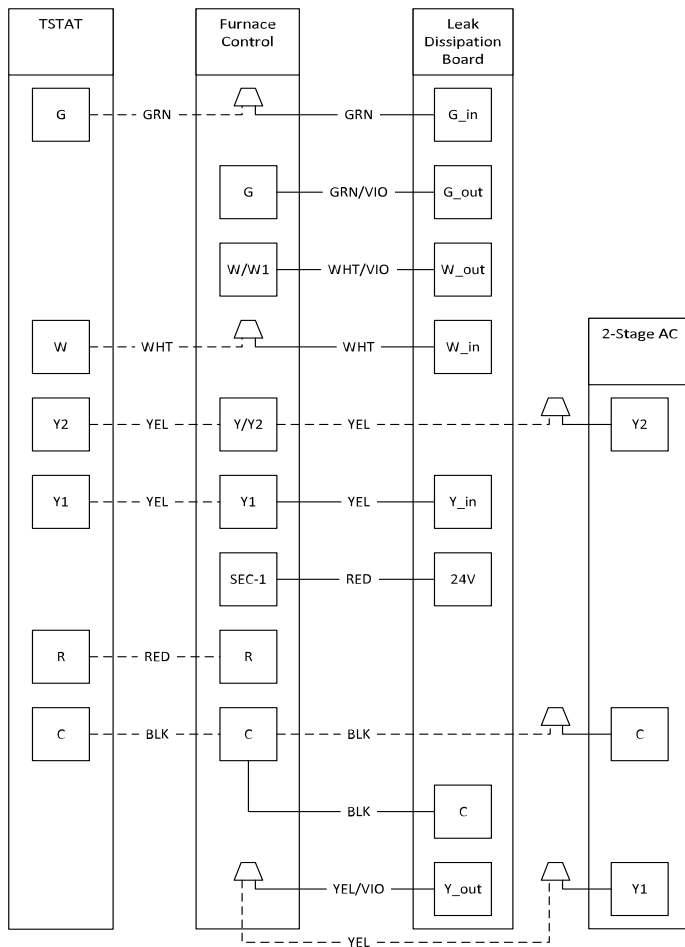 TSTAT
Furnace
Control
Leak
Dissipation
Board
G
GRN
GRN
G_in
G
GRN/VIO
G_out
W/W1
WHT/VIO
W_out
2-Stage AC
W
WHT
WHT
W_in
Y2
YEL
Y/Y2
YEL
Y2
Y1
YEL
Y1
YEL
Y_in
SEC-1
RED
24V
R
RED
R
C
BLK
C
BLK
C
BLK
C
YEL/VIO
Y_out
Y1
YEL